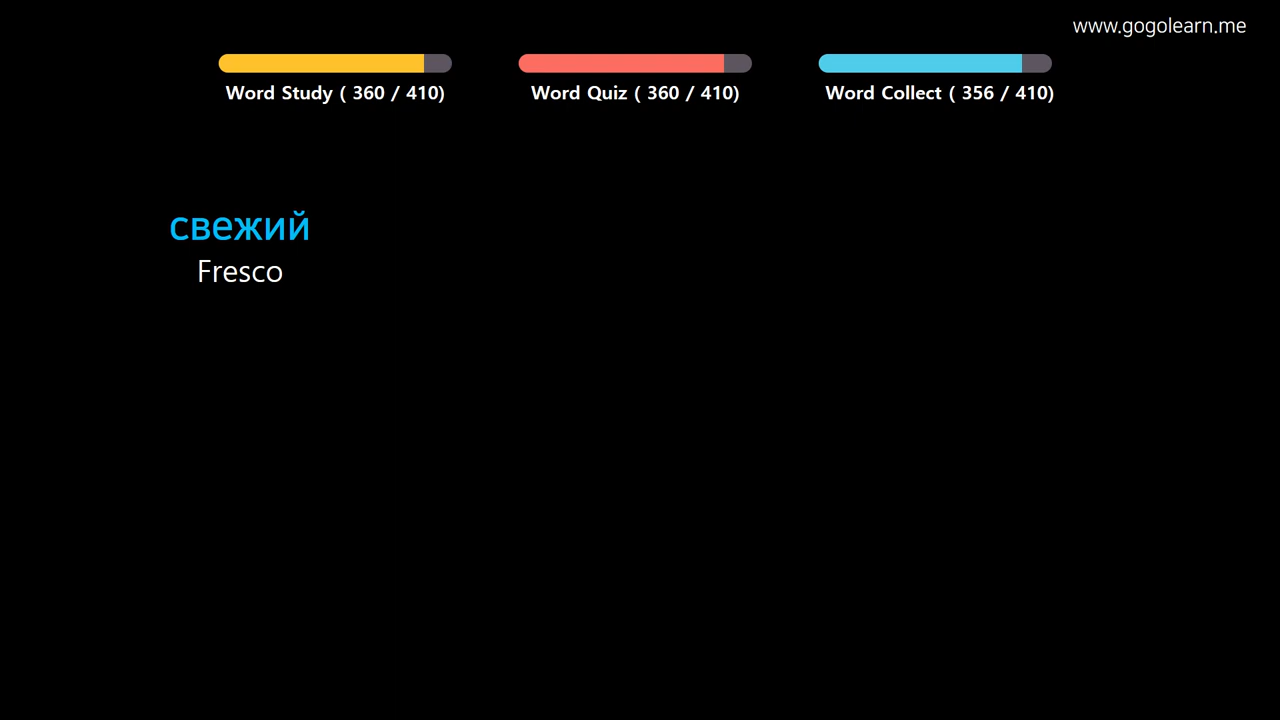 www.gogolearn.me
Word Study ( 360 / 410)
Word Quiz ( 360 / 410)
Word Collect ( 356 / 410)
свежий
Fresco